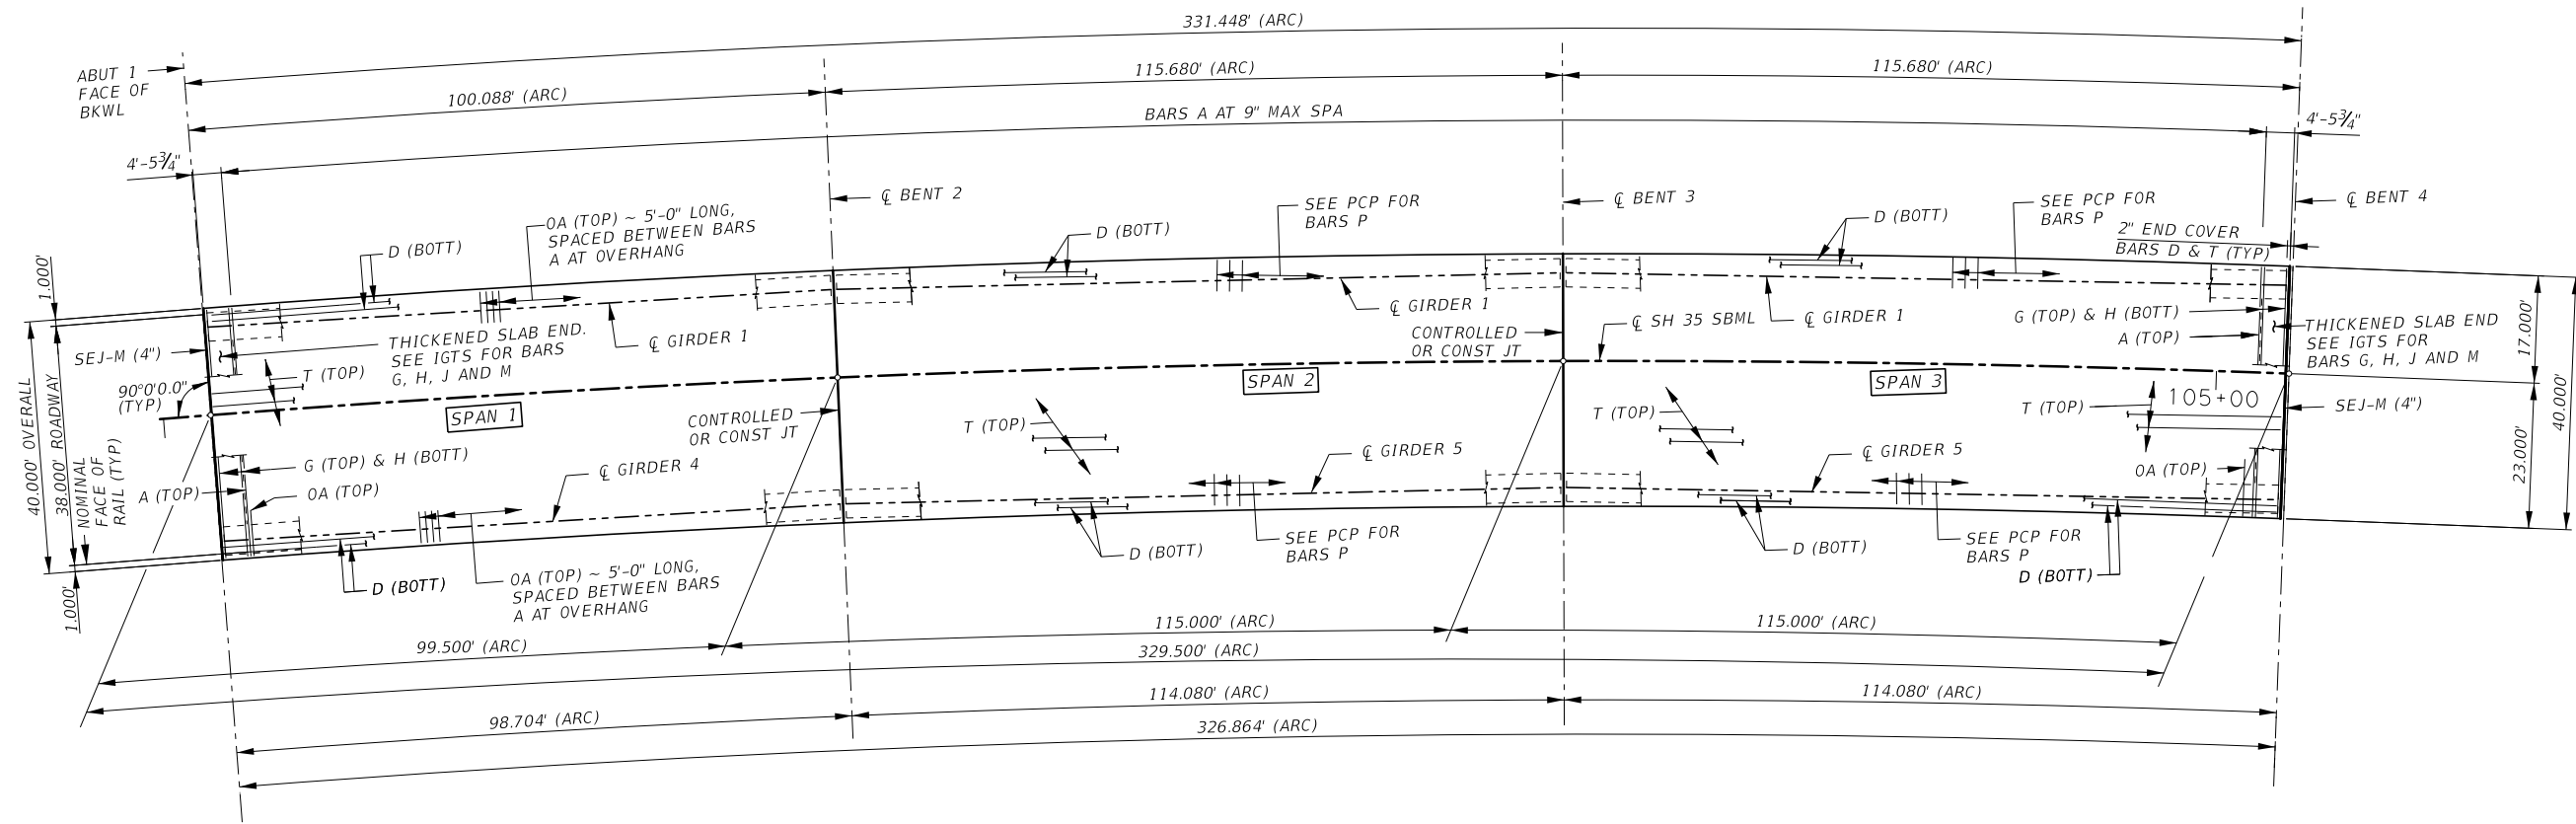 331.448' (ARC)
ABUT 1
FACE OF
BKWL
100.088' (ARC)
115.680' (ARC)
115.680' (ARC)
BARS A AT 9" MAX SPA
4'-5¾"
4'-5¾"
℄ BENT 2
℄ BENT 3
℄ BENT 4
OA (TOP) ~ 5'-0" LONG,
SPACED BETWEEN BARS
A AT OVERHANG
D (BOTT)
D (BOTT)
SEE PCP FOR
BARS P
D (BOTT)
SEE PCP FOR
BARS P
2" END COVER
BARS D & T (TYP)
1.000'
40.000' OVERALL
38.000' ROADWAY
NOMINAL
FACE OF
RAIL (TYP)
1.000'
SEJ-M (4")
90°0'0.0"
(TYP)
THICKENED SLAB END.
SEE IGTS FOR BARS
G, H, J AND M
T (TOP)
℄ GIRDER 1
℄ GIRDER 1
CONTROLLED
OR CONST JT
℄ SH 35 SBML
℄ GIRDER 1
G (TOP) & H (BOTT)
A (TOP)
THICKENED SLAB END
SEE IGTS FOR
BARS G, H, J AND M
17.000'
23.000'
40.000'
SPAN 1
SPAN 2
SPAN 3
105+00
CONTROLLED
OR CONST JT
T (TOP)
T (TOP)
T (TOP)
SEJ-M (4")
G (TOP) & H (BOTT)
A (TOP)
OA (TOP)
℄ GIRDER 4
℄ GIRDER 5
℄ GIRDER 5
OA (TOP)
D (BOTT)
OA (TOP) ~ 5'-0" LONG,
SPACED BETWEEN BARS
A AT OVERHANG
D (BOTT)
SEE PCP FOR
BARS P
D (BOTT)
SEE PCP FOR
BARS P
D (BOTT)
99.500' (ARC)
115.000' (ARC)
115.000' (ARC)
329.500' (ARC)
98.704' (ARC)
114.080' (ARC)
114.080' (ARC)
326.864' (ARC)